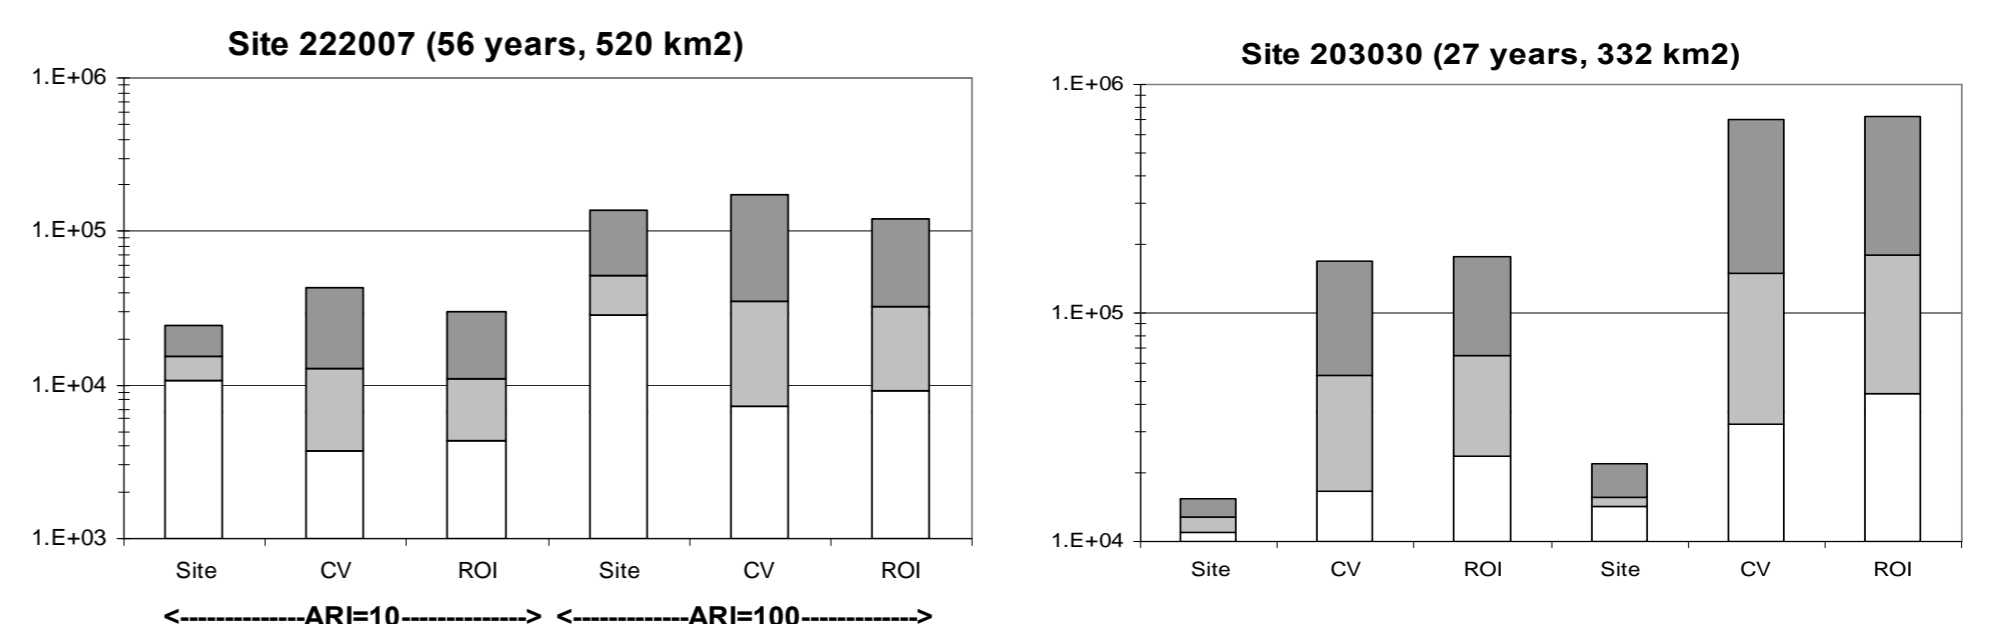 Site 222007 (56 years, 520 km2)
1.E+06
1.E+05
1.E+04
1.E+03
Site CV ROI Site CV ROI
<--------------ARI=10--------------> <-------------ARI=100------------->
Site 203030 (27 years, 332 km2)
1.E+06
1.E+05
1.E+04
Site CV ROI Site CV ROI